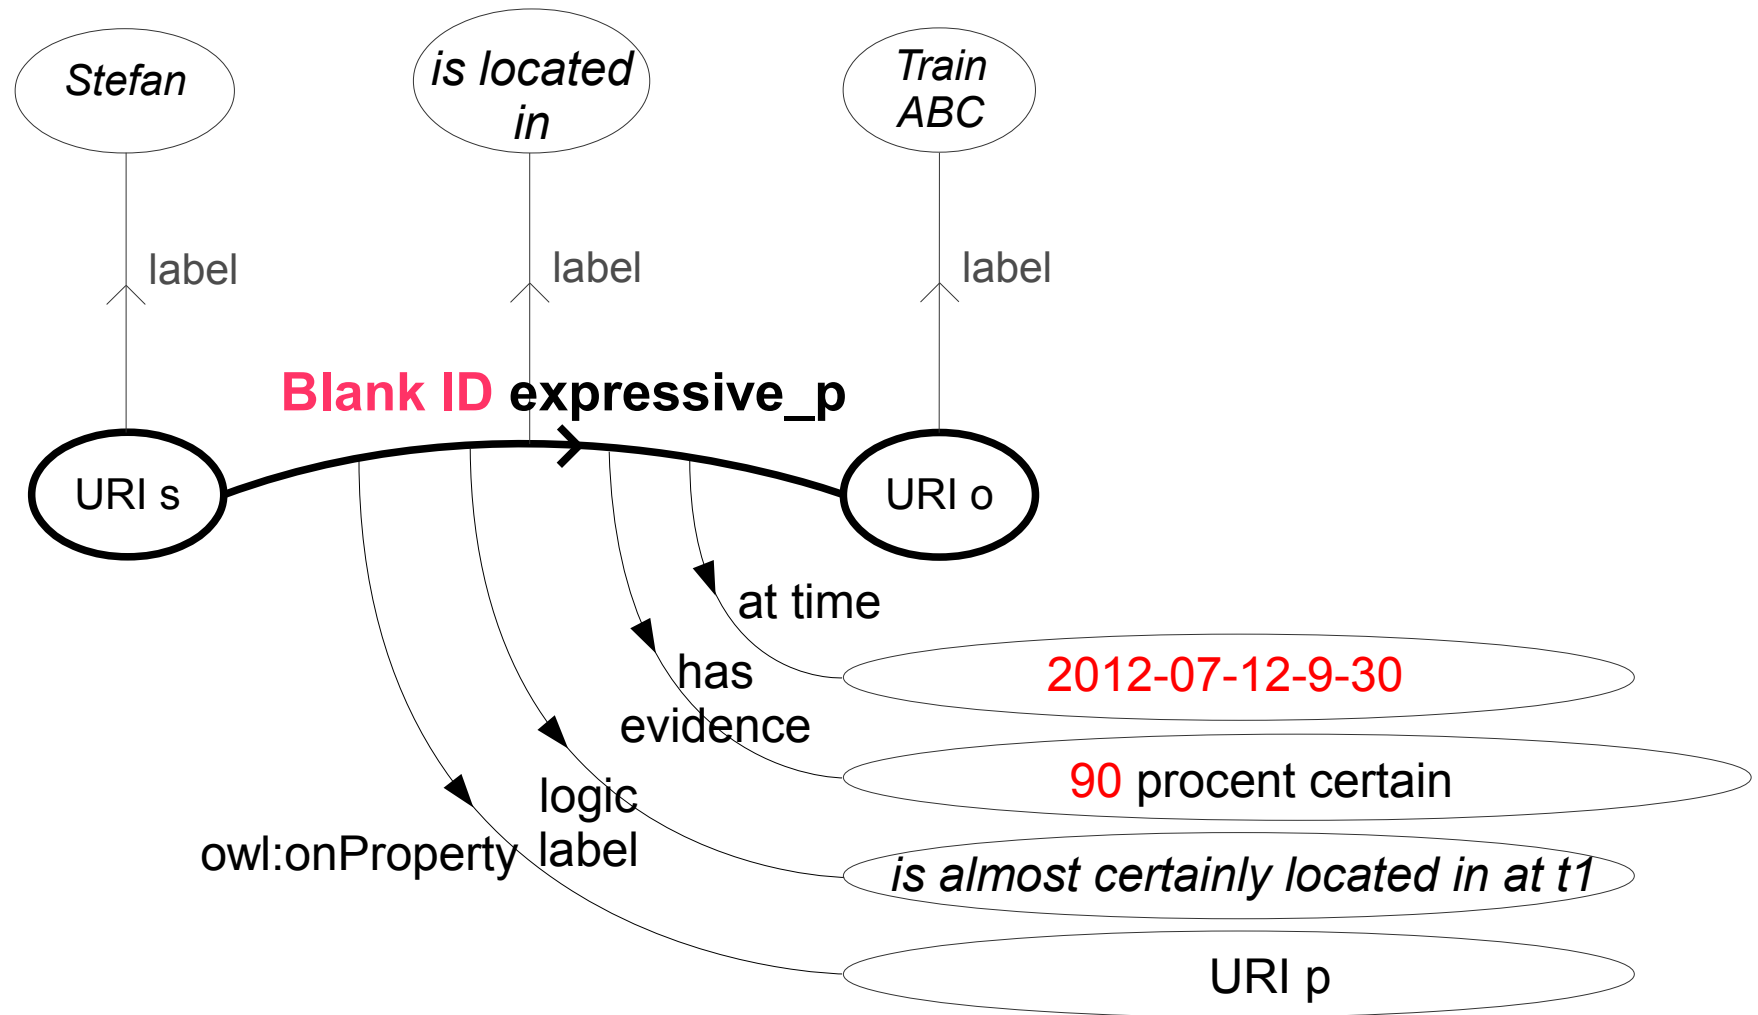 Stefan
is located
in
Train
ABC
label
label
label
Blank ID expressive_p
URI s
URI o
at time
2012-07-12-9-30
has
evidence
90 procent certain
logic
label
is almost certainly located in at t1
owl:onProperty
URI p